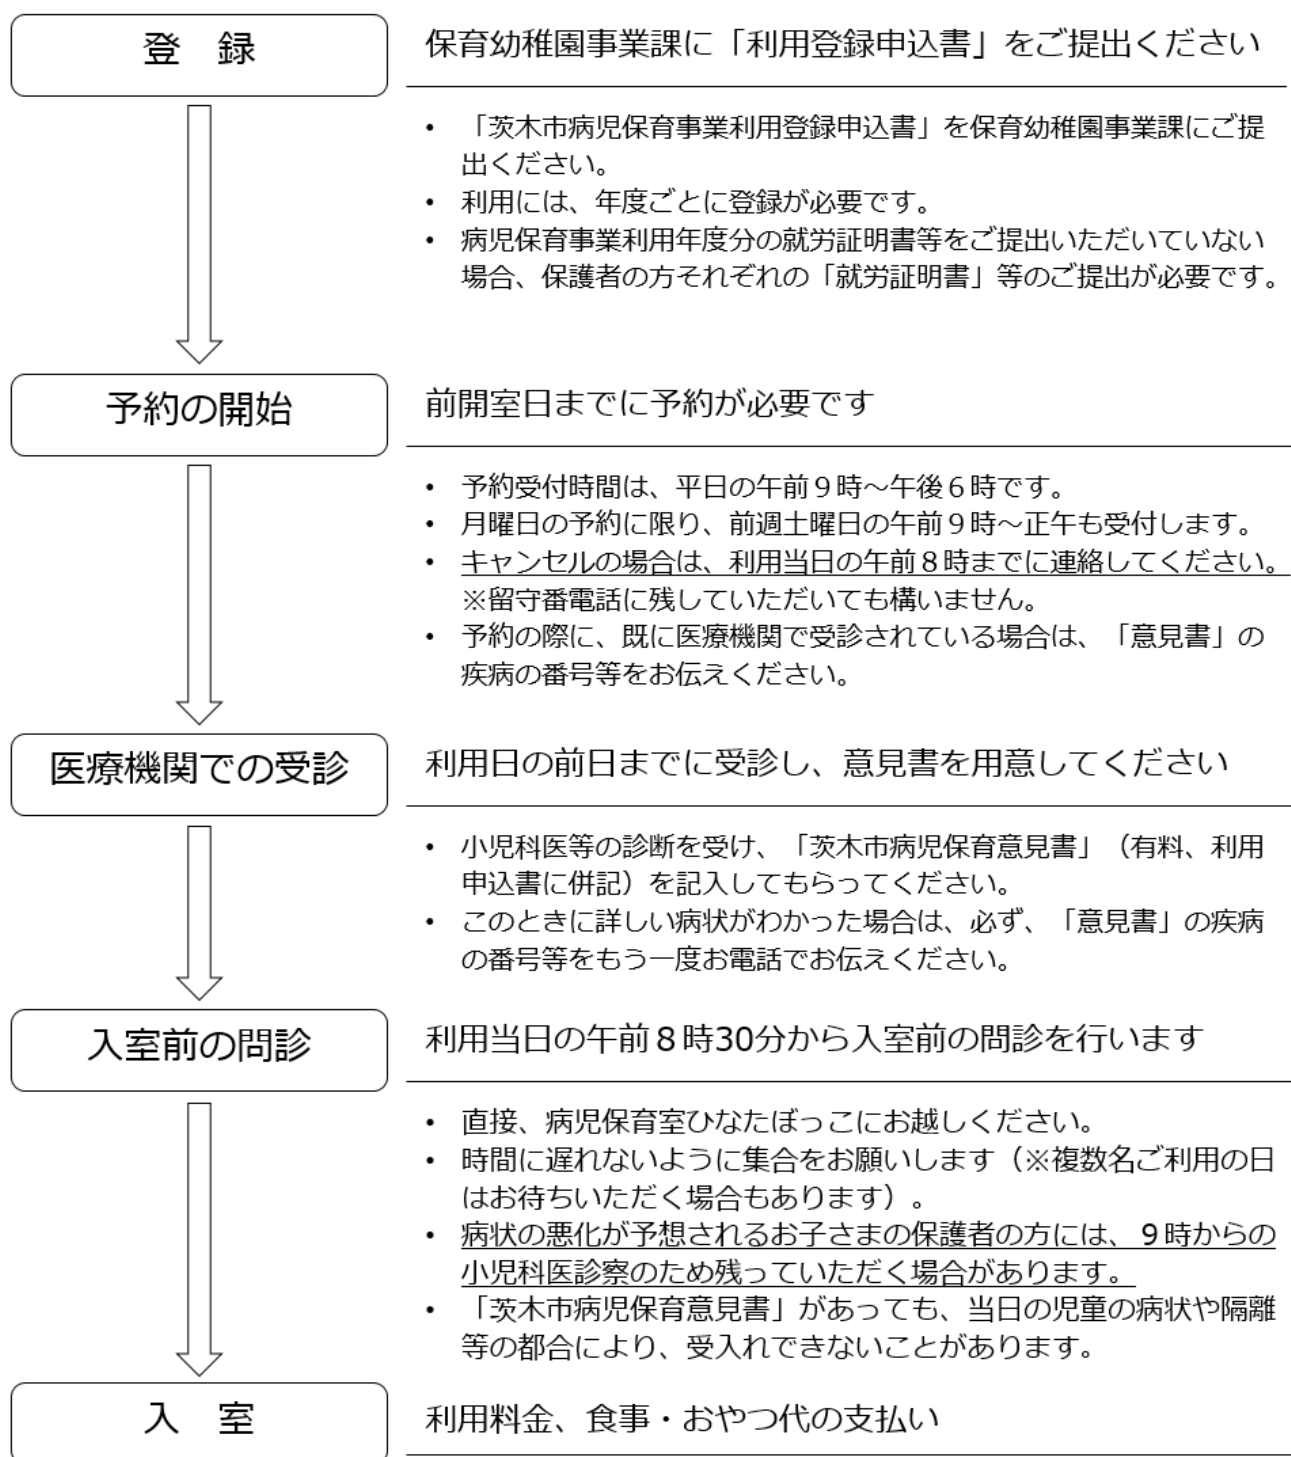 登　録
保育幼稚園事業課に「利用登録申込書」をご提出ください
• 「茨木市病児保育事業利用登録申込書」を保育幼稚園事業課にご提
出ください。
• 利用には、年度ごとに登録が必要です。
• 病児保育事業利用年度分の就労証明書等をご提出いただいていない
場合、保護者の方それぞれの「就労証明書」等のご提出が必要です。
予約の開始
前開室日までに予約が必要です
• 予約受付時間は、平日の午前９時～午後６時です。
• 月曜日の予約に限り、前週土曜日の午前９時～正午も受付します。
• キャンセルの場合は、利用当日の午前８時までに連絡してください。
※留守番電話に残していただいても構いません。
• 予約の際に、既に医療機関で受診されている場合は、「意見書」の
疾病の番号等をお伝えください。
医療機関での受診
利用日の前日までに受診し、意見書を用意してください
• 小児科医等の診断を受け、「茨木市病児保育意見書」（有料、利用
申込書に併記）を記入してもらってください。
• このときに詳しい病状がわかった場合は、必ず、「意見書」の疾病
の番号等をもう一度お電話でお伝えください。
入室前の問診
利用当日の午前８時30分から入室前の問診を行います
• 直接、病児保育室ひなたぼっこにお越しください。
• 時間に遅れないように集合をお願いします（※複数名ご利用の日
はお待ちいただく場合もあります）。
• 病状の悪化が予想されるお子さまの保護者の方には、９時からの
小児科医診察のため残っていただく場合があります。
• 「茨木市病児保育意見書」があっても、当日の児童の病状や隔離
等の都合により、受入れできないことがあります。
入　室
利用料金、食事・おやつ代の支払い